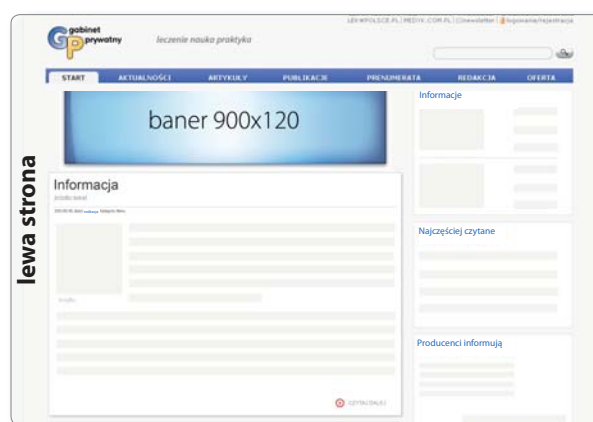 gabinet
prywatny
leczenie nauka praktyka
LEKWPOLSCE.PL | MEDYK.COM.PL | newsletter | logowanie/rejestracja
START AKTUALNOŚCI ARTYKUŁY PUBLIKACJE PRENUMERATA REDAKCJA OFERTA
lewa strona
baner 900x120
Informacja
CZYTAJ DALEJ
Informacje
Najczęściej czytane
Producenci informują